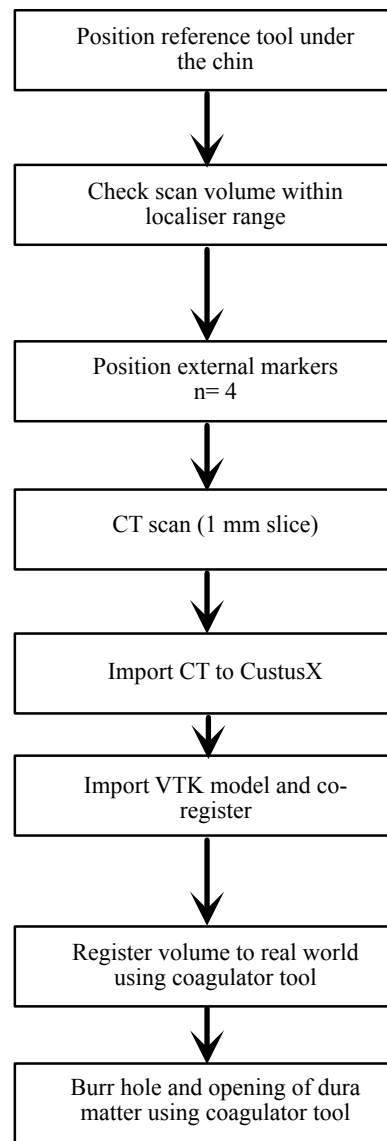 Position reference tool under
the chin
Check scan volume within
localiser range
Position external markers
n= 4
CT scan (1 mm slice)
Import CT to CustusX
Import VTK model and co-
register
Register volume to real world
using coagulator tool
Burr hole and opening of dura
matter using coagulator tool